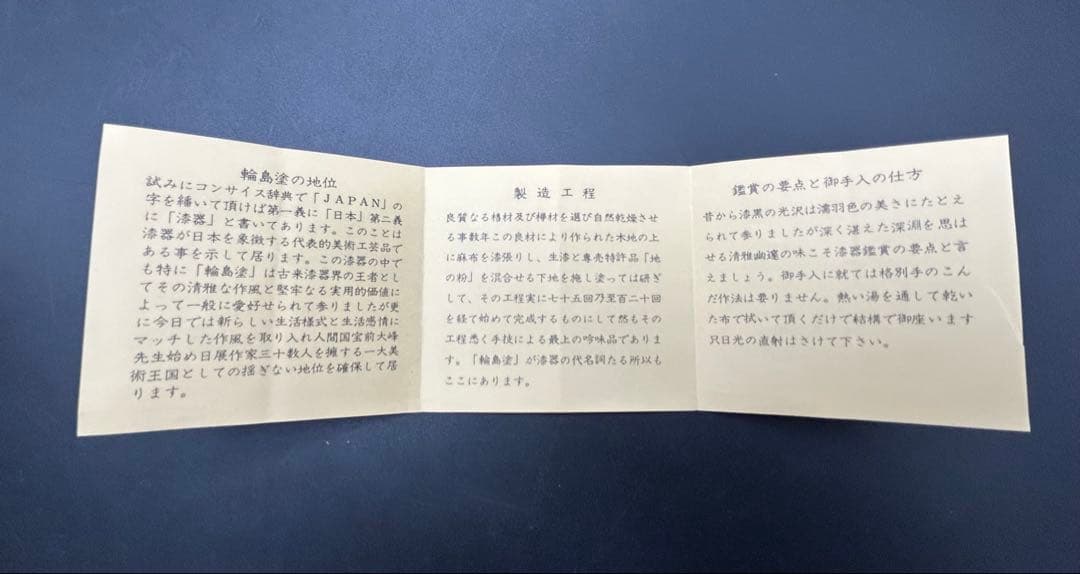 輪島塗の地位
試みにコンサイス辞典で「JAPAN」の
字を繙いて頂けば第一義に「日本」第二義
に「漆器」と書いてあります。このことは
漆器が日本を象徴する代表的美術工芸品で
ある事を示して居ります。この漆器の中で
も特に「輪島塗」は古来漆器界の王者とし
てその清雅な作風と堅牢なる実用的価値に
よって一般に愛好せられて参りましたが更
に今日では新らしい生活様式と生活感情に
マッチした作風を取り入れ人間国宝前大峰
先生始め日展作家三十数人を擁する一大美
術王国としての揺ぎない地位を確保して居
ります。
製造工程
良質なる档材及び欅材を選び自然乾燥させ
る事数年この良材により作られた木地の上
に麻布を漆張りし、生漆と専売特許品「地
の粉」を混合せる下地を施し塗っては研ぎ
して、その工程実に七十五回乃至百二十回
を経て始めて完成するものにして然もその
工程悉く手技による最上の吟味品でありま
す。「輪島塗」が漆器の代名詞たる所以も
ここにあります。
鑑賞の要点と御手入の仕方
昔から漆黒の光沢は濡羽色の美さにたとえ
られて参りましたが深く湛えた深淵を思は
せる清雅幽邃の味こそ漆器鑑賞の要点と言
えましょう。御手入に就ては格別手のこん
だ作法は要りません。熱い湯を通して乾い
た布で拭いて頂くだけで結構で御座います
只日光の直射はさけて下さい。